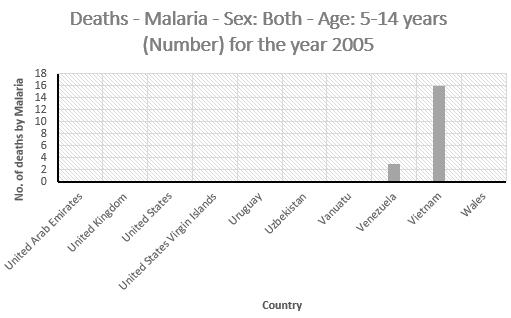 Deaths - Malaria - Sex: Both - Age: 5-14 years
(Number) for the year 2005
No. of deaths by Malaria
18
16
14
12
10
8
6
4
2
0
United Arab Emirates
United Kingdom
United States
United States Virgin Islands
Uruguay
Uzbekistan
Vanuatu
Venezuela
Vietnam
Wales
Country